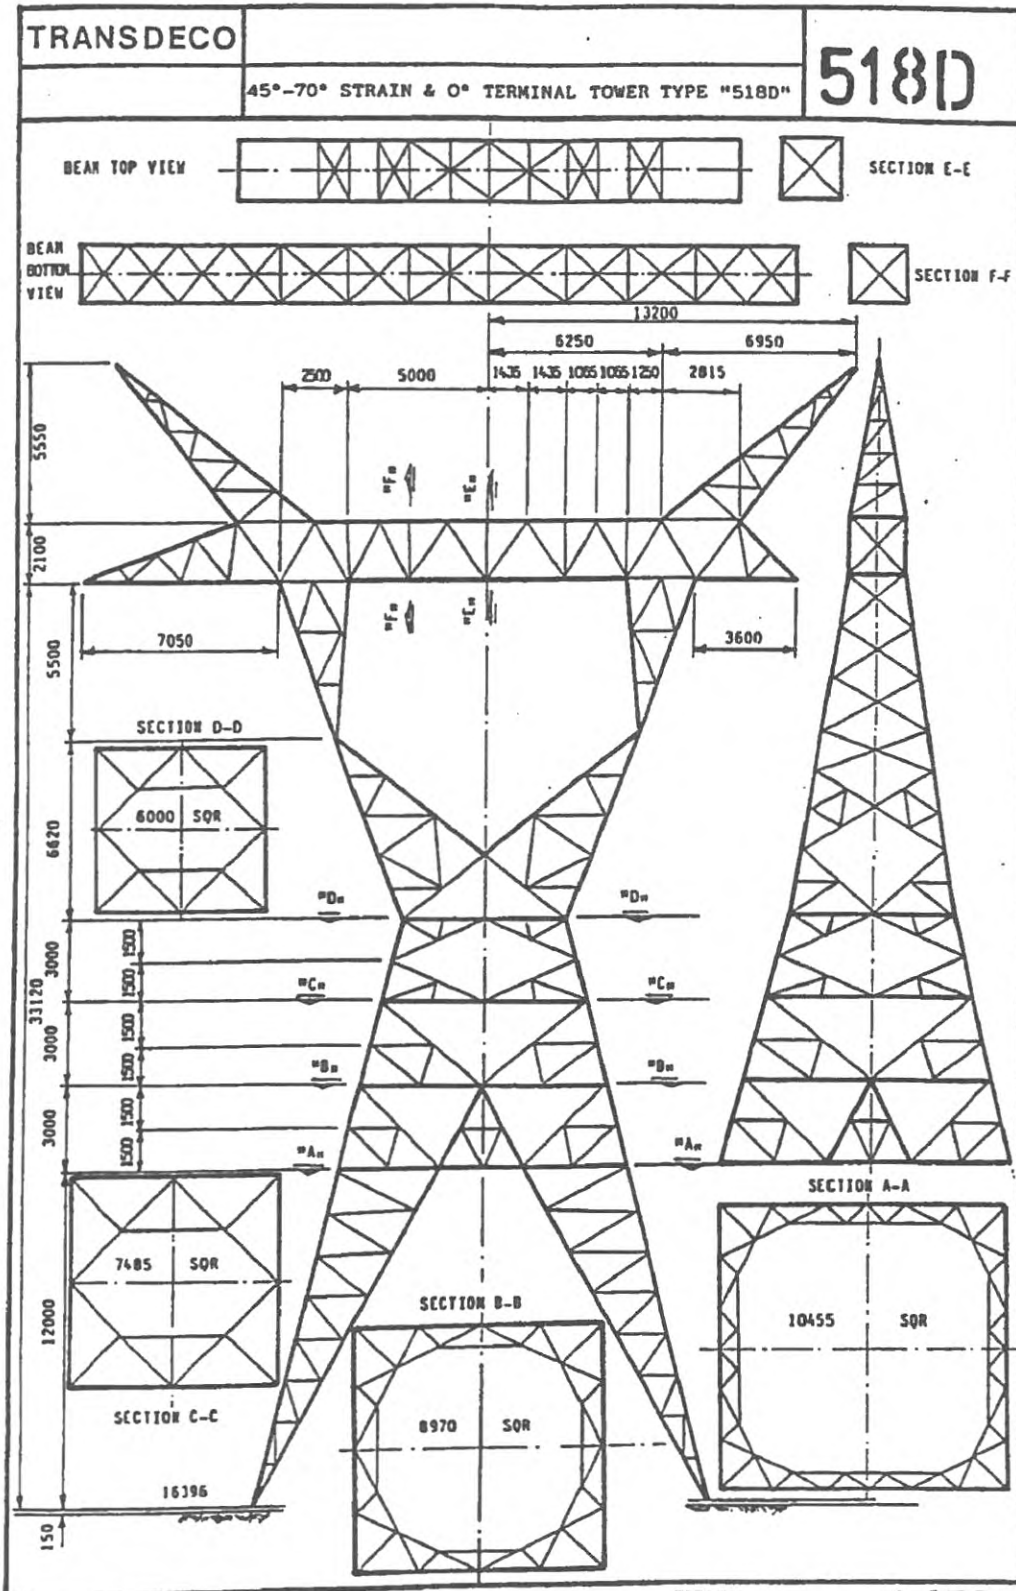 TRANSDECO
45°-70° STRAIN & 0° TERMINAL TOWER TYPE "518D"
518D
BEAM TOP VIEW
SECTION E-E
BEAM
BOTTOM
VIEW
SECTION F-F
13200
6250
6950
2500
5000
1435
1435
1065
1065
1250
2815
5550
"F"
"E"
2100
"F"
"E"
7050
3600
5500
SECTION D-D
6000 SQR
6620
"D"
"D"
3000
1500
1500
"C"
"C"
33120
3000
1500
1500
"B"
"B"
3000
1500
1500
"A"
"A"
SECTION A-A
7485 SQR
SECTION B-B
10455 SQR
12000
SECTION C-C
8970 SQR
16396
150